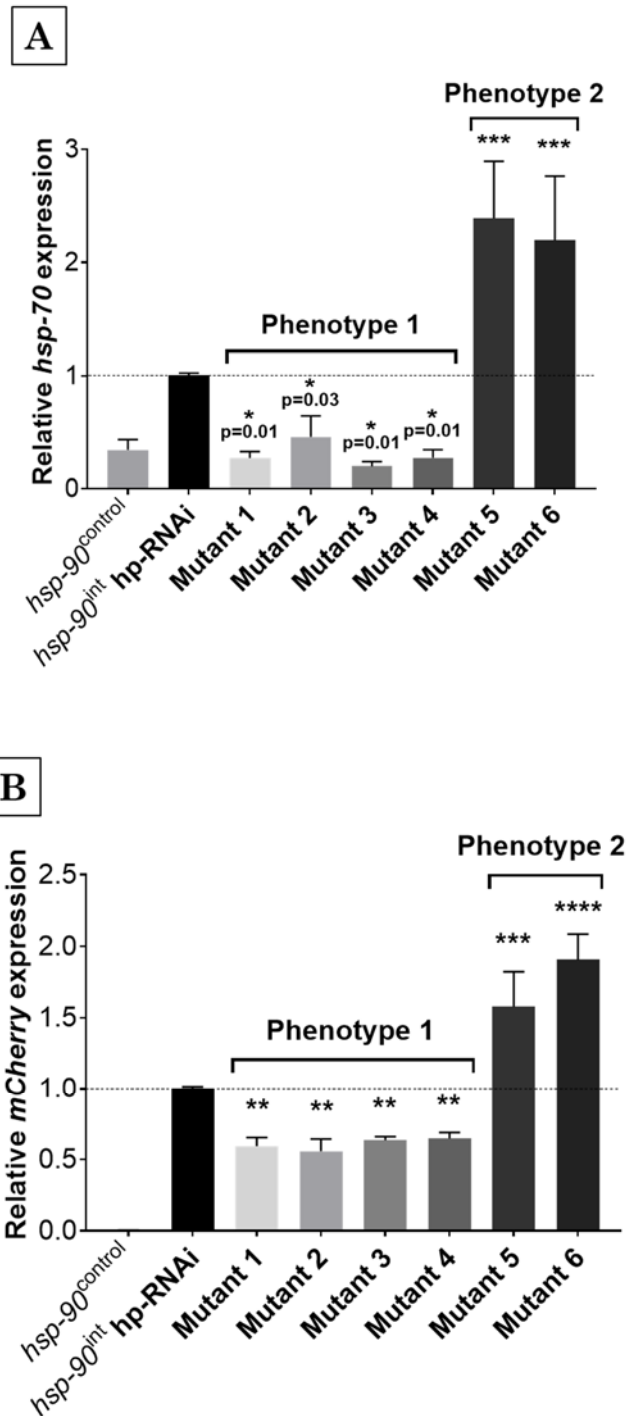 A
Phenotype 2
*** ***
3
2
1
0
Relative hsp-70 expression
Phenotype 1
*
p=0.01
*
p=0.03
*
p=0.01
*
p=0.01
hsp-90control
hsp-90int hp-RNAi
Mutant 1
Mutant 2
Mutant 3
Mutant 4
Mutant 5
Mutant 6
B
Phenotype 2
*** ****
2.5
2.0
1.5
1.0
0.5
0.0
Relative mCherry expression
Phenotype 1
** ** ** **
hsp-90control
hsp-90int hp-RNAi
Mutant 1
Mutant 2
Mutant 3
Mutant 4
Mutant 5
Mutant 6